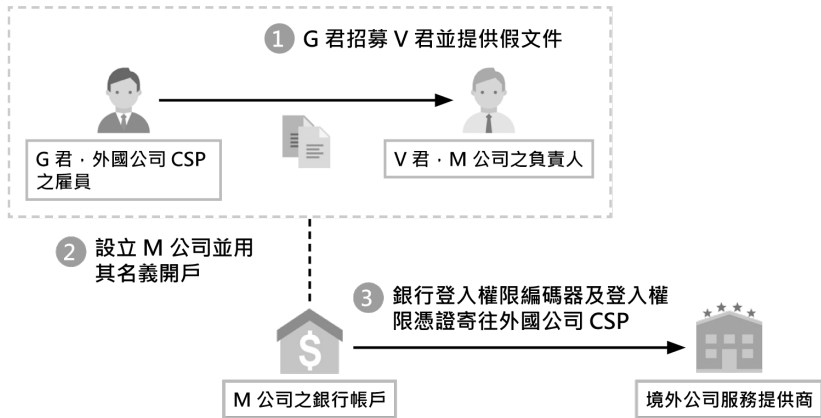 1 G 君招募 V 君並提供假文件
G 君，外國公司 CSP
之雇員
V 君，M 公司之負責人
2 設立 M 公司並用
其名義開戶
3 銀行登入權限編碼器及登入權
限憑證寄往外國公司 CSP
$
M 公司之銀行帳戶
境外公司服務提供商